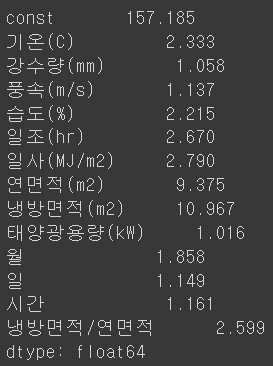 const 157.185
기온(C) 2.333
강수량(mm) 1.058
풍속(m/s) 1.137
습도(%) 2.215
일조(hr) 2.670
일사(MJ/m2) 2.790
연면적(m2) 9.375
냉방면적(m2) 10.967
태양광용량(kW) 1.016
월 1.858
일 1.149
시간 1.161
냉방면적/연면적 2.599
dtype: float64